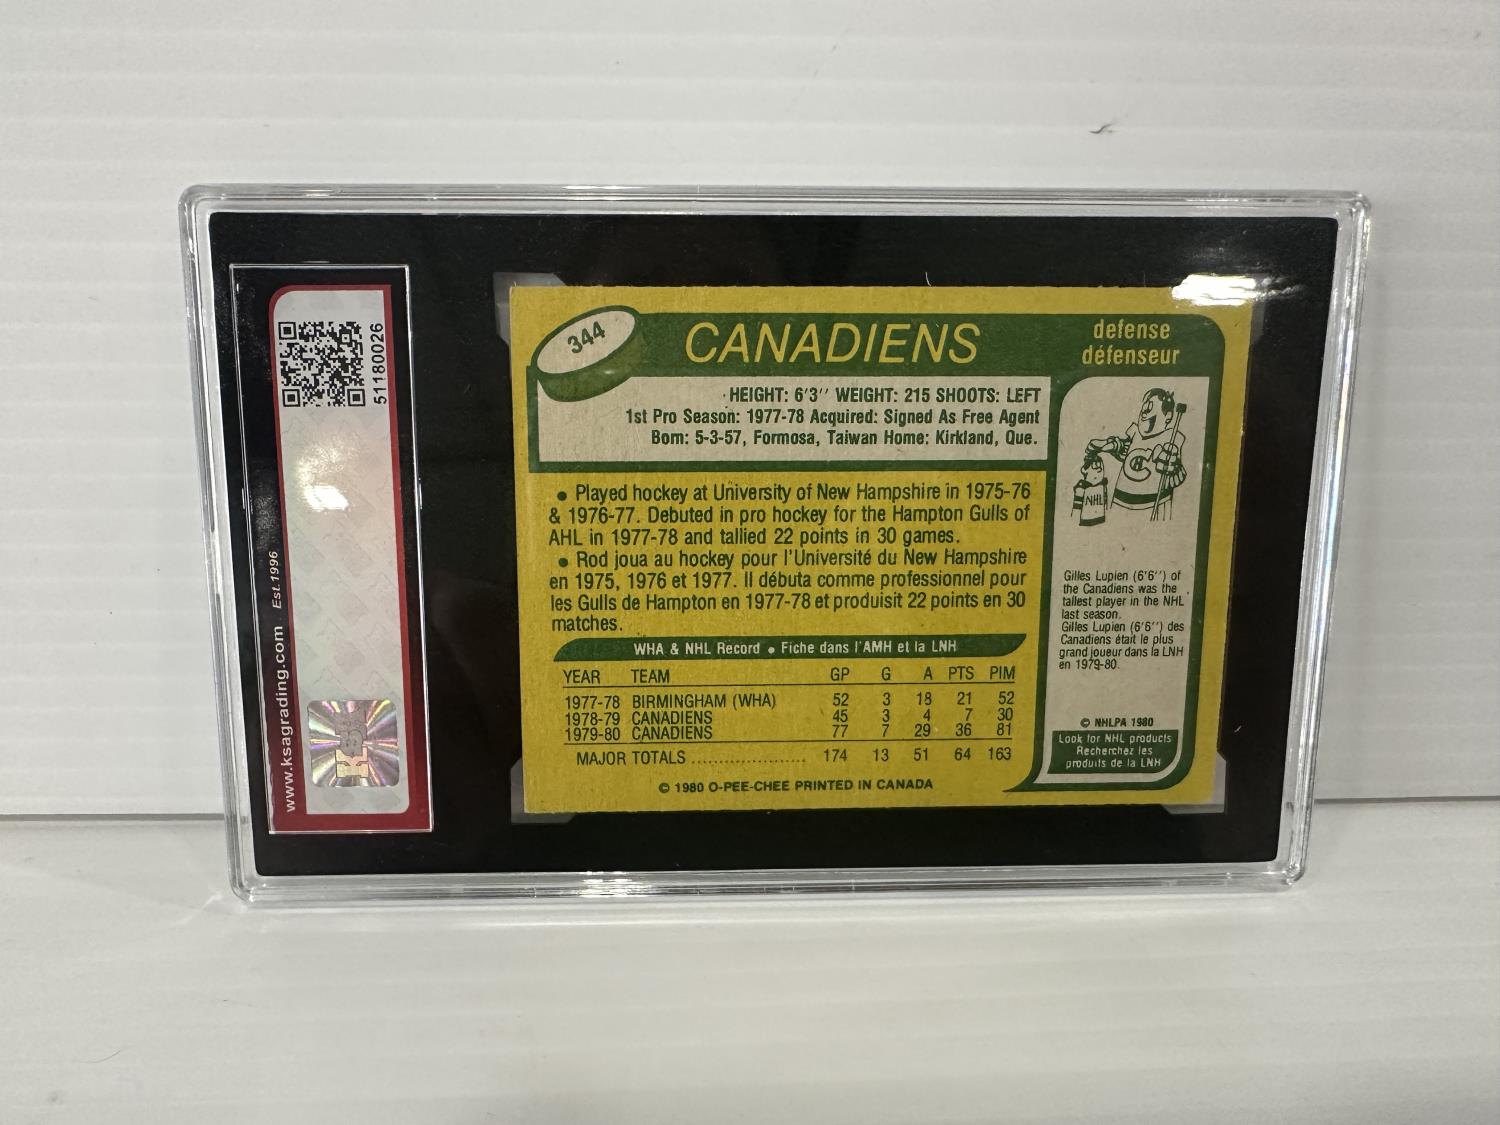 51180026
www.ksagrading.com Est.1996
KSA
344
CANADIENS
defense
défenseur
HEIGHT: 6'3'' WEIGHT: 215 SHOOTS: LEFT
1st Pro Season: 1977-78 Acquired: Signed As Free Agent
Born: 5-3-57, Formosa, Taiwan Home: Kirkland, Que.
• Played hockey at University of New Hampshire in 1975-76
& 1976-77. Debuted in pro hockey for the Hampton Gulls of
AHL in 1977-78 and tallied 22 points in 30 games.
• Rod joua au hockey pour l'Université du New Hampshire
en 1975, 1976 et 1977. Il débuta comme professionnel pour
les Gulls de Hampton en 1977-78 et produisit 22 points en 30
matches.
WHA & NHL Record • Fiche dans l'AMH et la LNH
YEAR TEAM GP G A PTS PIM
1977-78 BIRMINGHAM (WHA) 52 3 18 21 52
1978-79 CANADIENS 45 3 4 7 30
1979-80 CANADIENS 77 7 29 36 81
MAJOR TOTALS ...................... 174 13 51 64 163
© 1980 O-PEE-CHEE PRINTED IN CANADA
C
NHL
Gilles Lupien (6'6'') of
the Canadiens was the
tallest player in the NHL
last season.
Gilles Lupien (6'6'') des
Canadiens était le plus
grand joueur dans la LNH
en 1979-80.
© NHLPA 1980
Look for NHL products
Recherchez les
produits de la LNH